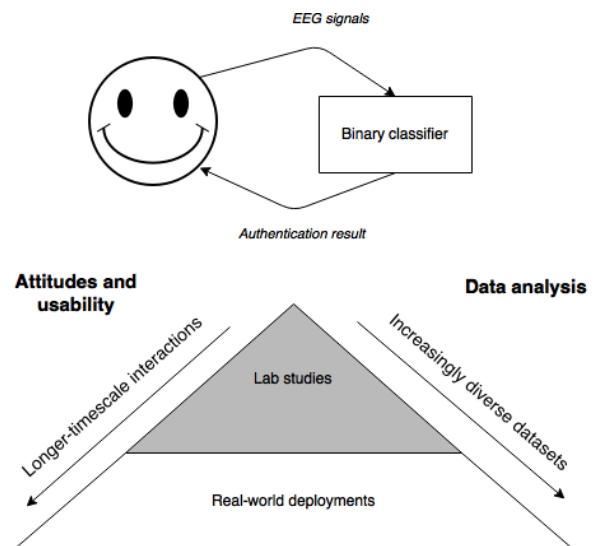 EEG signals
Binary classifier
Authentication result
Attitudes and
usability
Data analysis
Longer-timescale interactions
Increasingly diverse datasets
Lab studies
Real-world deployments